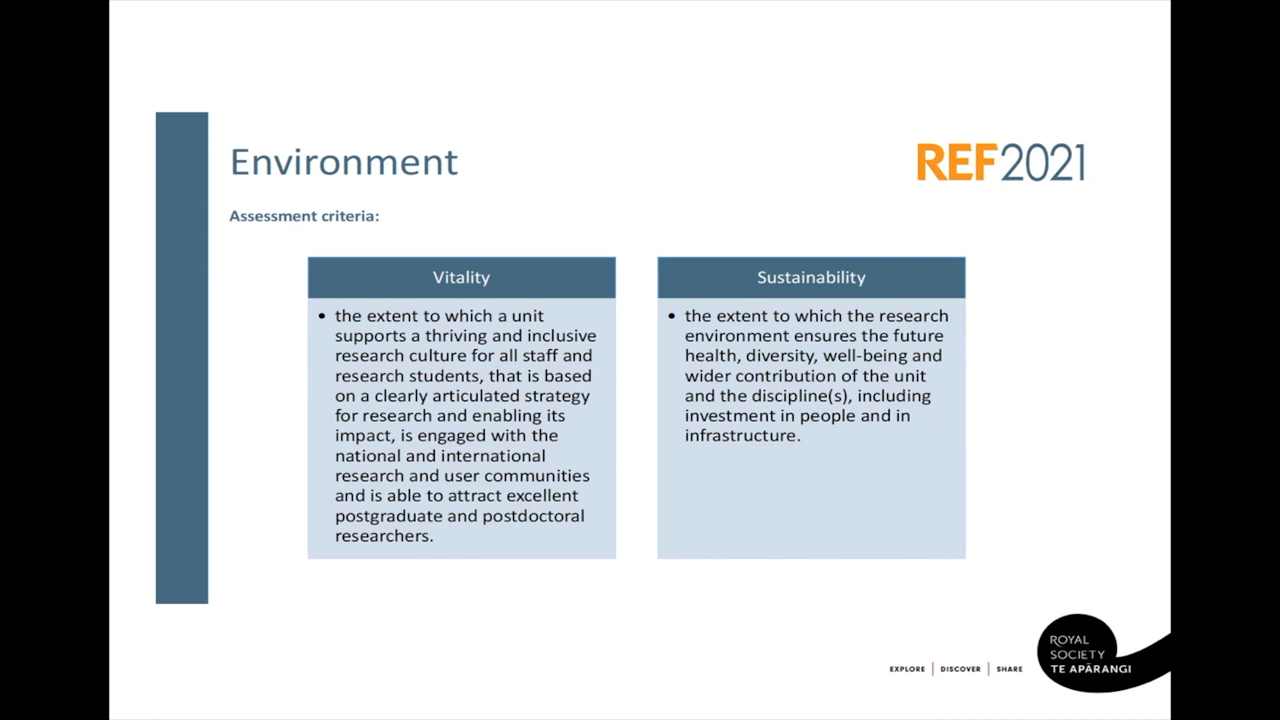 Environment
REF2021
Assessment criteria:
Vitality
• the extent to which a unit
supports a thriving and inclusive
research culture for all staff and
research students, that is based
on a clearly articulated strategy
for research and enabling its
impact, is engaged with the
national and international
research and user communities
and is able to attract excellent
postgraduate and postdoctoral
researchers.
Sustainability
• the extent to which the research
environment ensures the future
health, diversity, well-being and
wider contribution of the unit
and the discipline(s), including
investment in people and in
infrastructure.
EXPLORE | DISCOVER | SHARE
ROYAL
SOCIETY
TE APĀRANGI